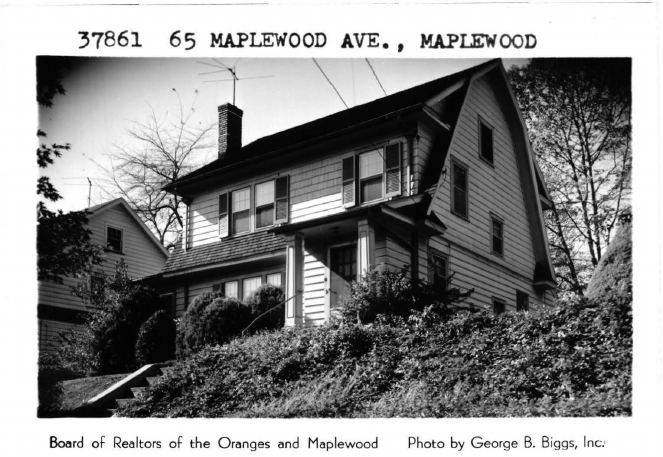 37861 65 MAPLEWOOD AVE., MAPLEWOOD
Board of Realtors of the Oranges and Maplewood Photo by George B. Biggs, Inc.